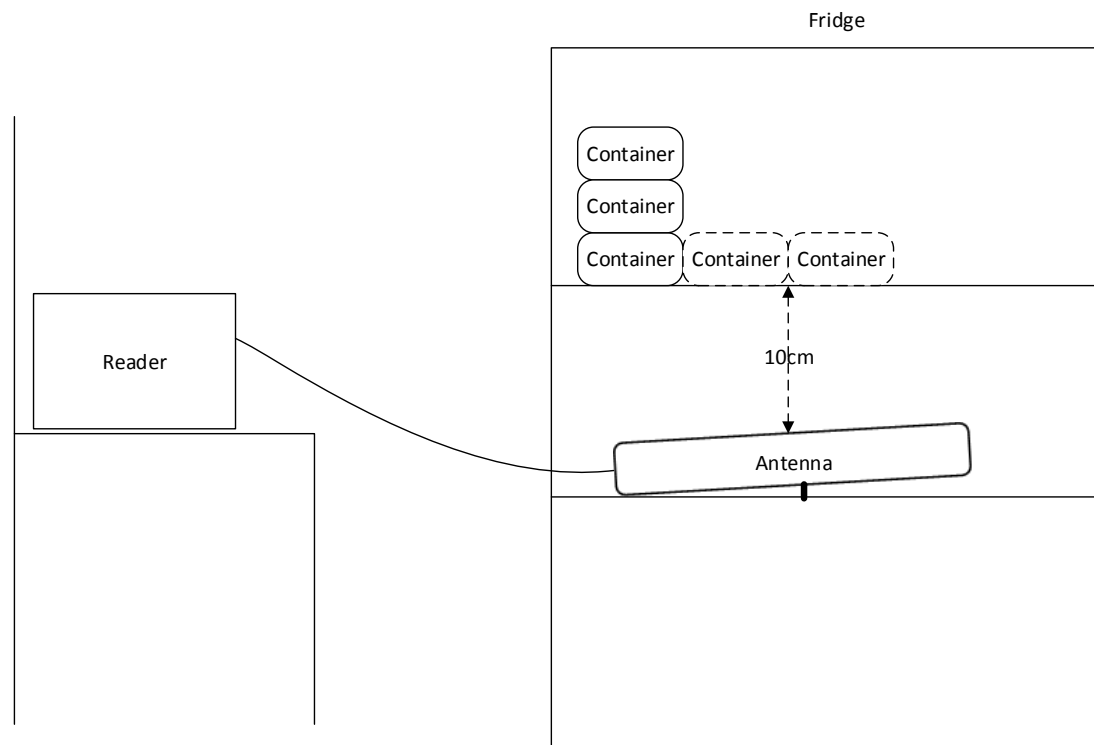 Fridge
Container
Container
Container
Container
Container
Reader
10cm
Antenna